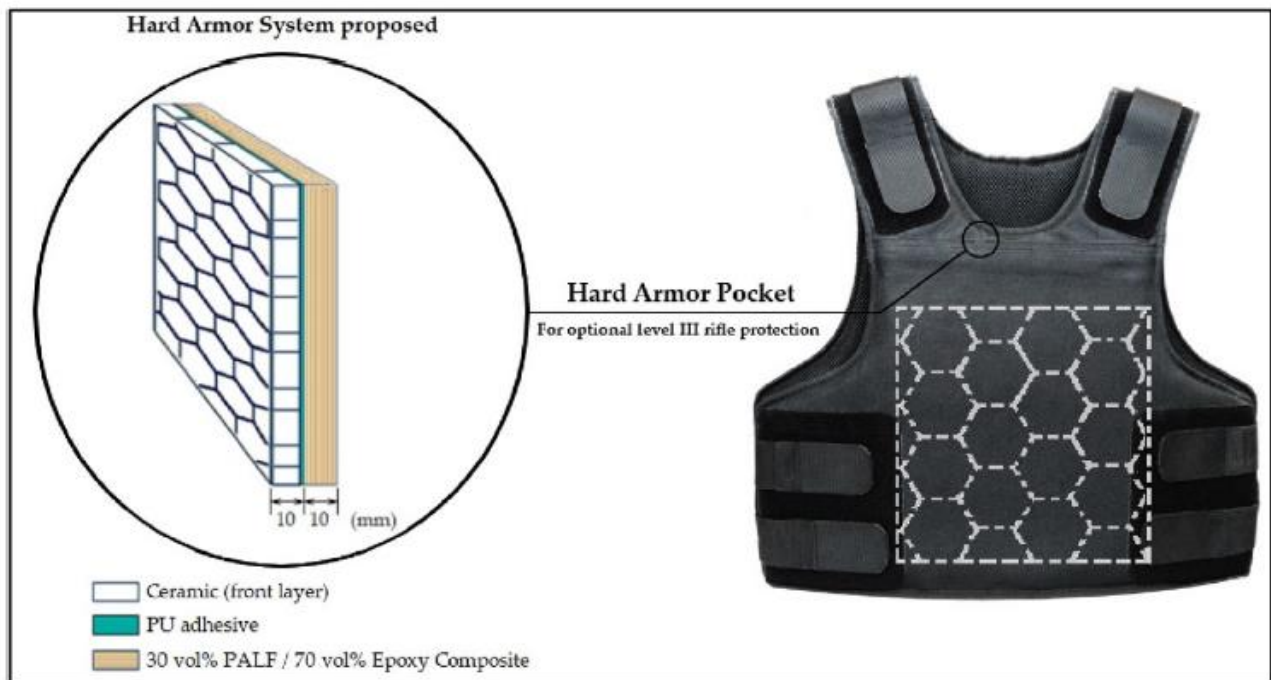 Hard Armor System proposed
Hard Armor Pocket
For optional level III rifle protection
10 10 (mm)
Ceramic (front layer)
PU adhesive
30 vol% PALF / 70 vol% Epoxy Composite